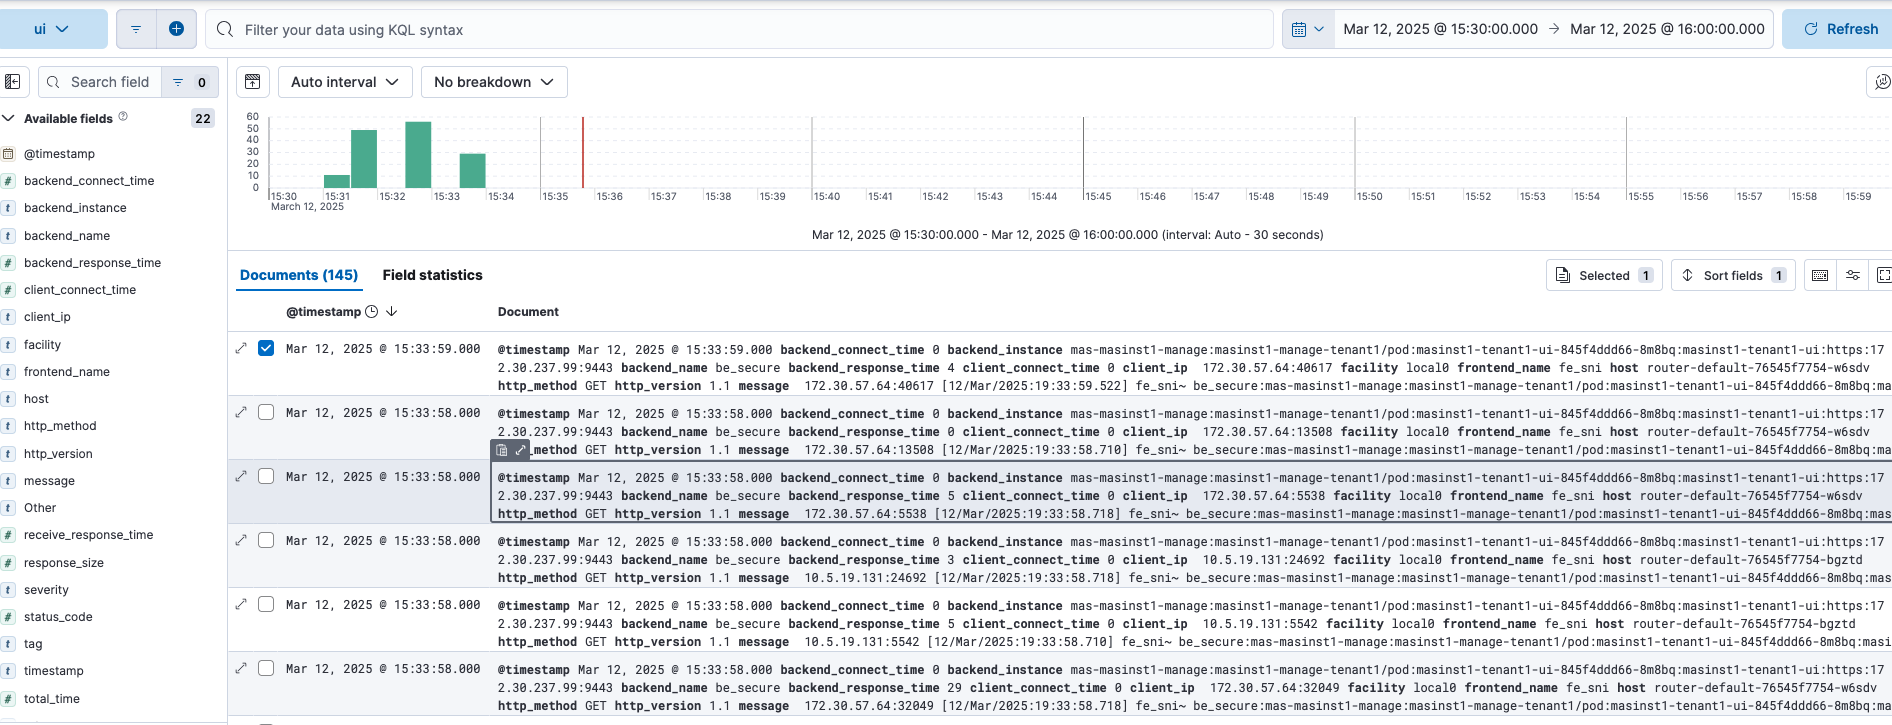 ui
Filter your data using KQL syntax
Mar 12, 2025 @ 15:30:00.000 → Mar 12, 2025 @ 16:00:00.000
Refresh
Search field
0
Auto interval
No breakdown
Available fields
22
@timestamp
backend_connect_time
backend_instance
backend_name
backend_response_time
client_connect_time
client_ip
facility
frontend_name
host
http_method
http_version
message
Other
receive_response_time
response_size
severity
status_code
tag
timestamp
total_time
60
50
40
30
20
10
0
15:30 15:31 15:32 15:33 15:34 15:35 15:36 15:37 15:38 15:39 15:40 15:41 15:42 15:43 15:44 15:45 15:46 15:47 15:48 15:49 15:50 15:51 15:52 15:53 15:54 15:55 15:56 15:57 15:58 15:59
March 12, 2025
Mar 12, 2025 @ 15:30:00.000 - Mar 12, 2025 @ 16:00:00.000 (interval: Auto - 30 seconds)
Documents (145)
Field statistics
Selected 1
Sort fields 1
@timestamp
Document
Mar 12, 2025 @ 15:33:59.000
@timestamp Mar 12, 2025 @ 15:33:59.000 backend_connect_time 0 backend_instance mas-masinst1-manage:masinst1-manage-tenant1/pod:masinst1-tenant1-ui-845f4ddd66-8m8bq:masinst1-tenant1-ui:https:17
2.30.237.99:9443 backend_name be_secure backend_response_time 4 client_connect_time 0 client_ip 172.30.57.64:40617 facility local0 frontend_name fe_sni host router-default-76545f7754-w6sdv
http_method GET http_version 1.1 message 172.30.57.64:40617 [12/Mar/2025:19:33:59.522] fe_sni~ be_secure:mas-masinst1-manage:masinst1-manage-tenant1/pod:masinst1-tenant1-ui-845f4ddd66-8m8bq:ma
Mar 12, 2025 @ 15:33:58.000
@timestamp Mar 12, 2025 @ 15:33:58.000 backend_connect_time 0 backend_instance mas-masinst1-manage:masinst1-manage-tenant1/pod:masinst1-tenant1-ui-845f4ddd66-8m8bq:masinst1-tenant1-ui:https:17
2.30.237.99:9443 backend_name be_secure backend_response_time 0 client_connect_time 0 client_ip 172.30.57.64:13508 facility local0 frontend_name fe_sni host router-default-76545f7754-w6sdv
_method GET http_version 1.1 message 172.30.57.64:13508 [12/Mar/2025:19:33:58.710] fe_sni~ be_secure:mas-masinst1-manage:masinst1-manage-tenant1/pod:masinst1-tenant1-ui-845f4ddd66-8m8bq:ma
Mar 12, 2025 @ 15:33:58.000
@timestamp Mar 12, 2025 @ 15:33:58.000 backend_connect_time 0 backend_instance mas-masinst1-manage:masinst1-manage-tenant1/pod:masinst1-tenant1-ui-845f4ddd66-8m8bq:masinst1-tenant1-ui:https:17
2.30.237.99:9443 backend_name be_secure backend_response_time 5 client_connect_time 0 client_ip 172.30.57.64:5538 facility local0 frontend_name fe_sni host router-default-76545f7754-w6sdv
http_method GET http_version 1.1 message 172.30.57.64:5538 [12/Mar/2025:19:33:58.718] fe_sni~ be_secure:mas-masinst1-manage:masinst1-manage-tenant1/pod:masinst1-tenant1-ui-845f4ddd66-8m8bq:mas
Mar 12, 2025 @ 15:33:58.000
@timestamp Mar 12, 2025 @ 15:33:58.000 backend_connect_time 0 backend_instance mas-masinst1-manage:masinst1-manage-tenant1/pod:masinst1-tenant1-ui-845f4ddd66-8m8bq:masinst1-tenant1-ui:https:17
2.30.237.99:9443 backend_name be_secure backend_response_time 3 client_connect_time 0 client_ip 10.5.19.131:24692 facility local0 frontend_name fe_sni host router-default-76545f7754-bgztd
http_method GET http_version 1.1 message 10.5.19.131:24692 [12/Mar/2025:19:33:58.718] fe_sni~ be_secure:mas-masinst1-manage:masinst1-manage-tenant1/pod:masinst1-tenant1-ui-845f4ddd66-8m8bq:mas
Mar 12, 2025 @ 15:33:58.000
@timestamp Mar 12, 2025 @ 15:33:58.000 backend_connect_time 0 backend_instance mas-masinst1-manage:masinst1-manage-tenant1/pod:masinst1-tenant1-ui-845f4ddd66-8m8bq:masinst1-tenant1-ui:https:17
2.30.237.99:9443 backend_name be_secure backend_response_time 5 client_connect_time 0 client_ip 10.5.19.131:5542 facility local0 frontend_name fe_sni host router-default-76545f7754-bgztd
http_method GET http_version 1.1 message 10.5.19.131:5542 [12/Mar/2025:19:33:58.710] fe_sni~ be_secure:mas-masinst1-manage:masinst1-manage-tenant1/pod:masinst1-tenant1-ui-845f4ddd66-8m8bq:masi
Mar 12, 2025 @ 15:33:58.000
@timestamp Mar 12, 2025 @ 15:33:58.000 backend_connect_time 0 backend_instance mas-masinst1-manage:masinst1-manage-tenant1/pod:masinst1-tenant1-ui-845f4ddd66-8m8bq:masinst1-tenant1-ui:https:17
2.30.237.99:9443 backend_name be_secure backend_response_time 29 client_connect_time 0 client_ip 172.30.57.64:32049 facility local0 frontend_name fe_sni host router-default-76545f7754-w6sdv
http_method GET http_version 1.1 message 172.30.57.64:32049 [12/Mar/2025:19:33:58.718] fe_sni~ be_secure:mas-masinst1-manage:masinst1-manage-tenant1/pod:masinst1-tenant1-ui-845f4ddd66-8m8bq:ma